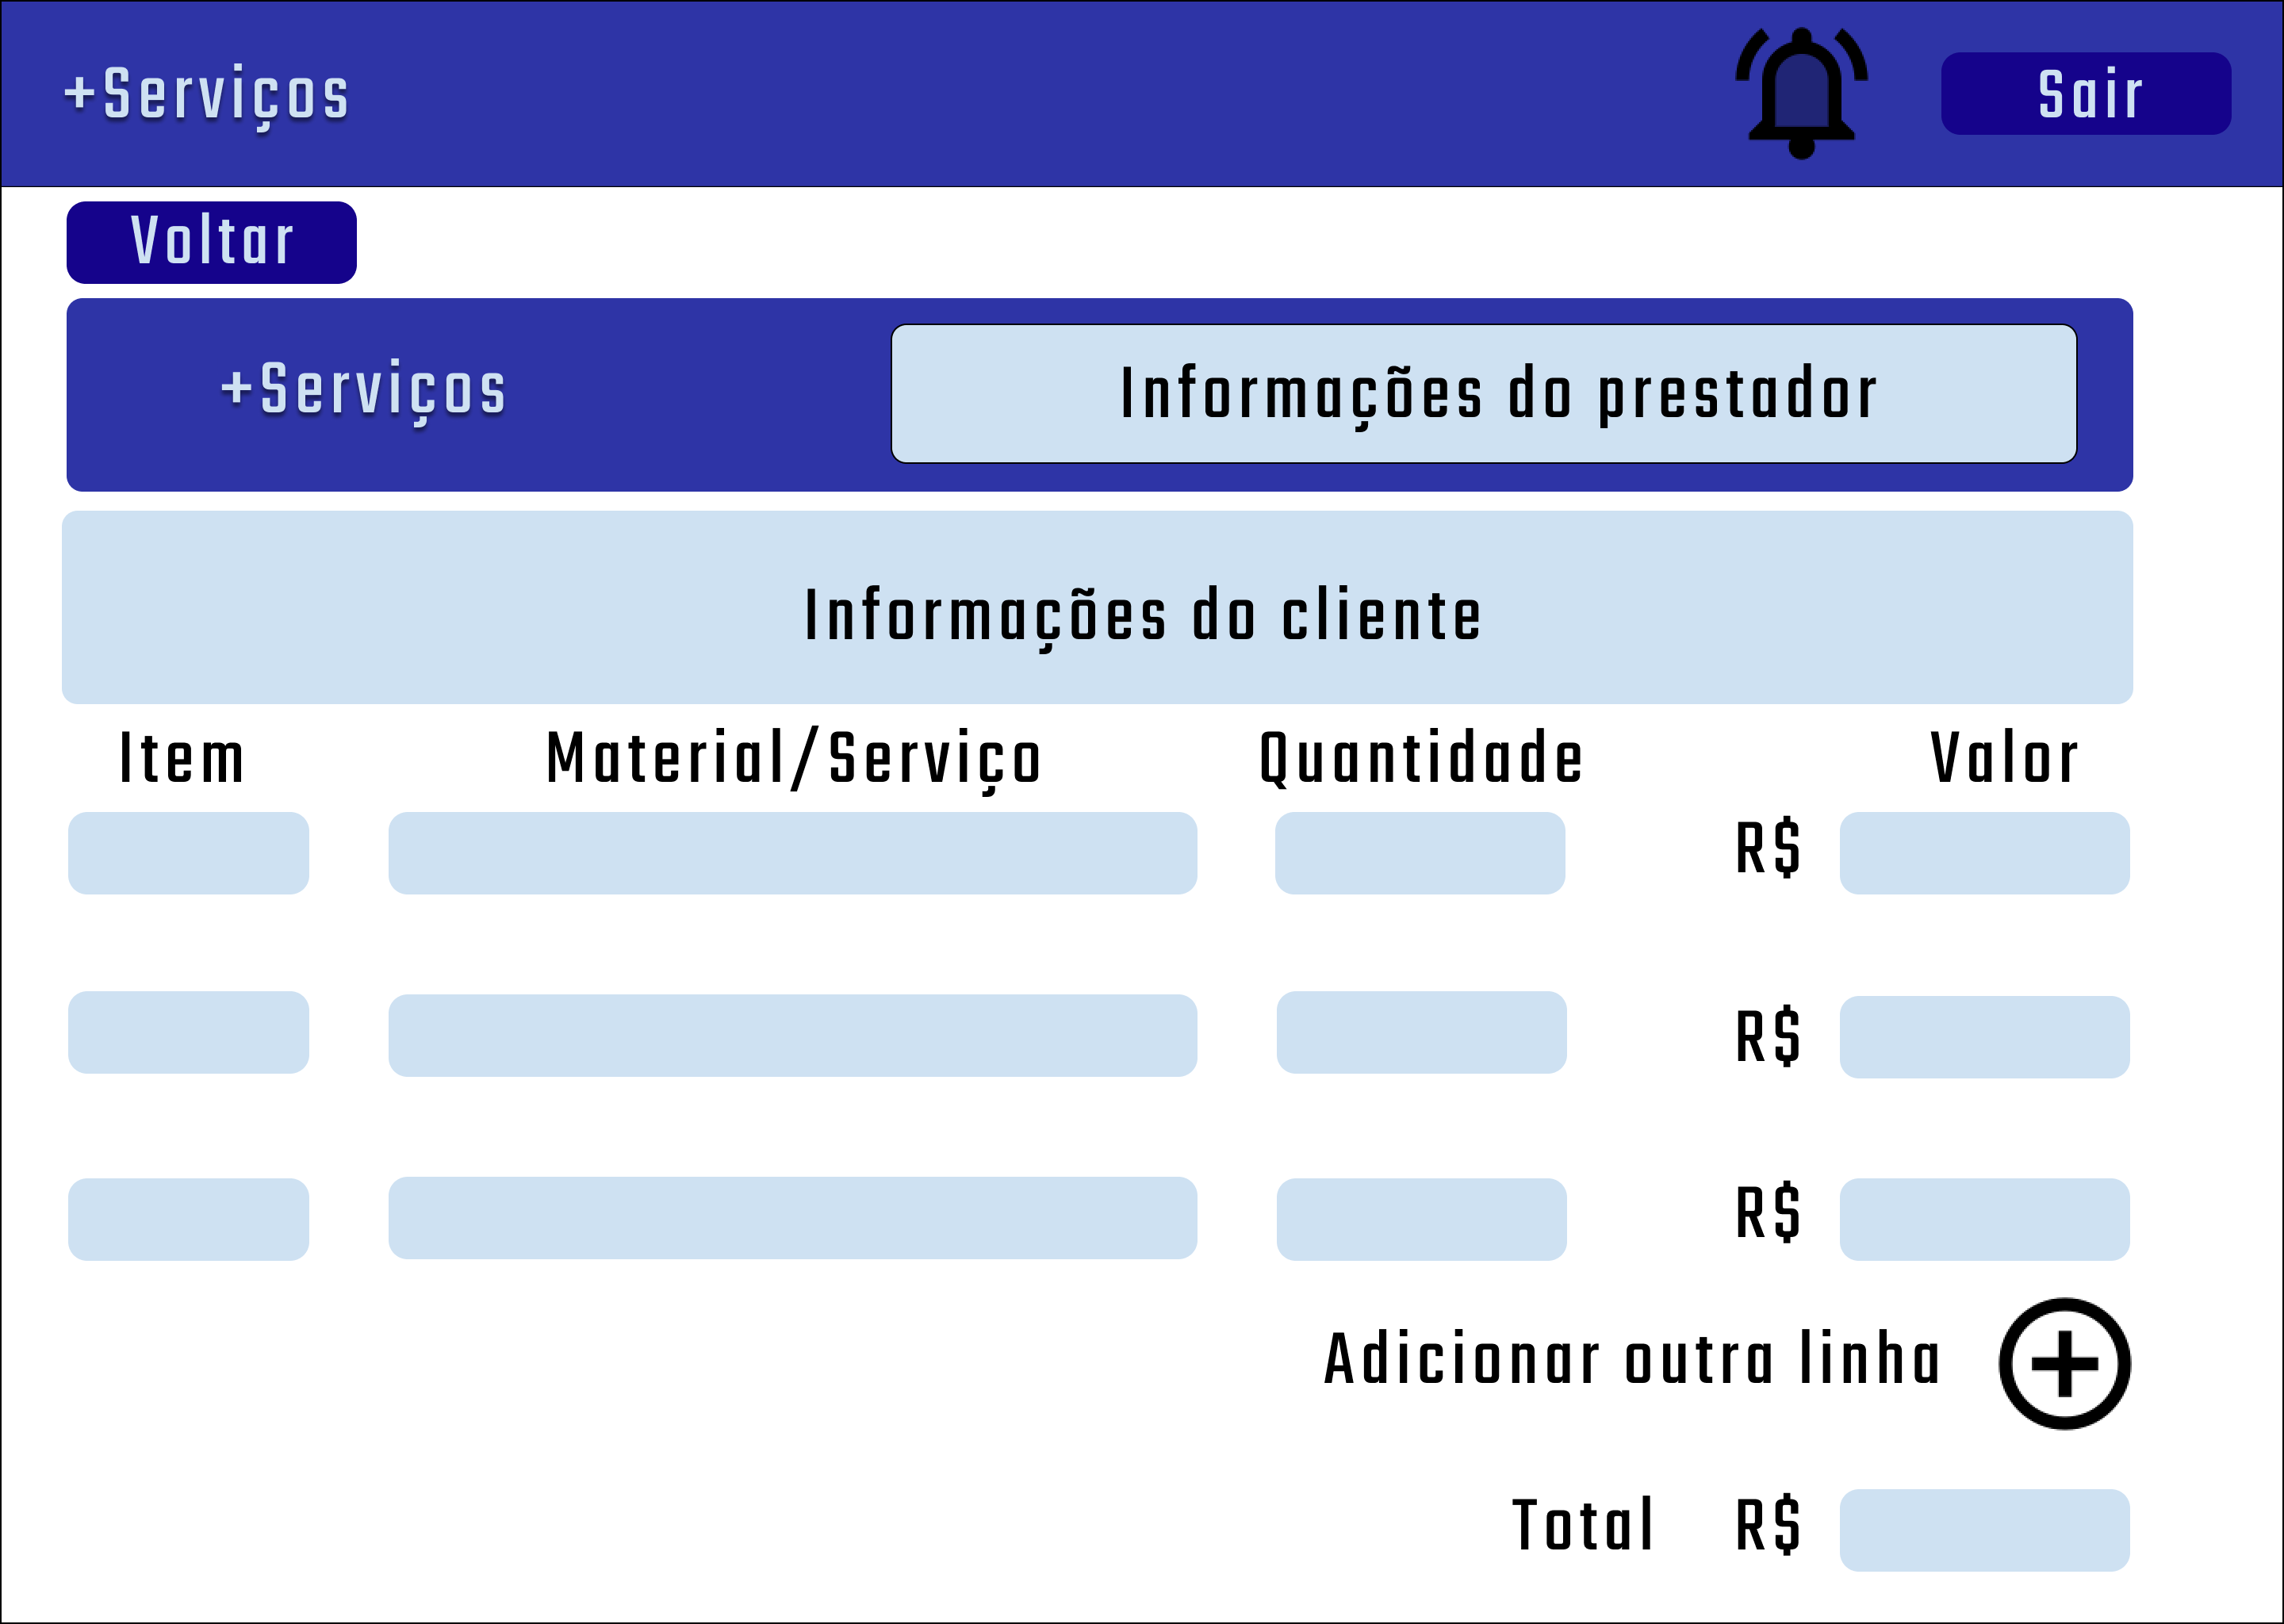 +Serviços
Sair
Voltar
+Serviços
Informações do prestador
Informações do cliente
Item Material/Serviço Quantidade Valor
R$
R$
R$
Adicionar outra linha
Total R$